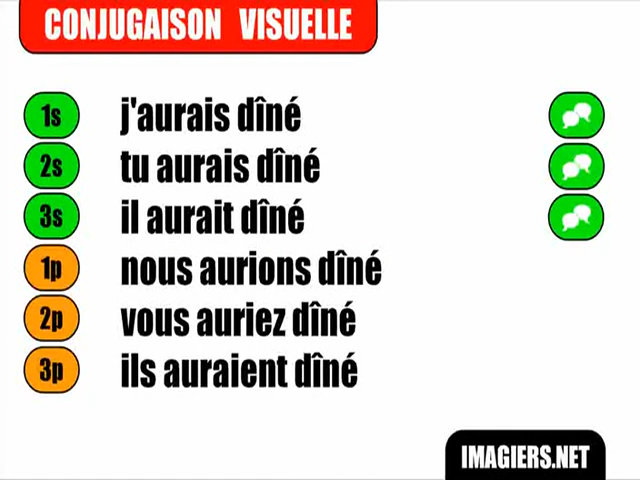 CONJUGAISON VISUELLE
1s j'aurais dîné
2s tu aurais dîné
3s il aurait dîné
1p nous aurions dîné
2p vous auriez dîné
3p ils auraient dîné
IMAGIERS.NET